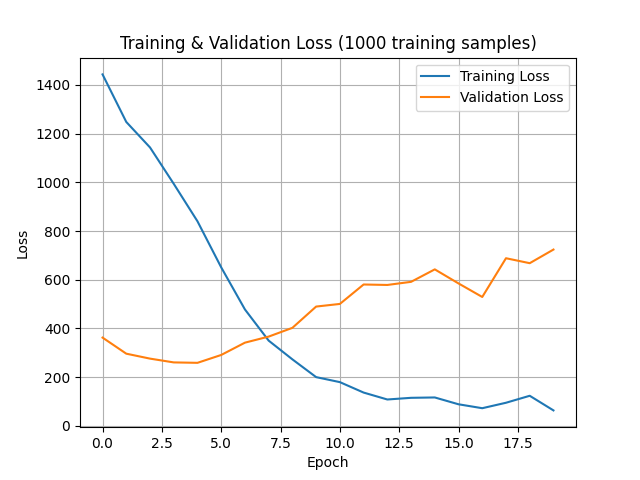 Training & Validation Loss (1000 training samples)
Training Loss
Validation Loss
Loss
1400
1200
1000
800
600
400
200
0
0.0 2.5 5.0 7.5 10.0 12.5 15.0 17.5
Epoch